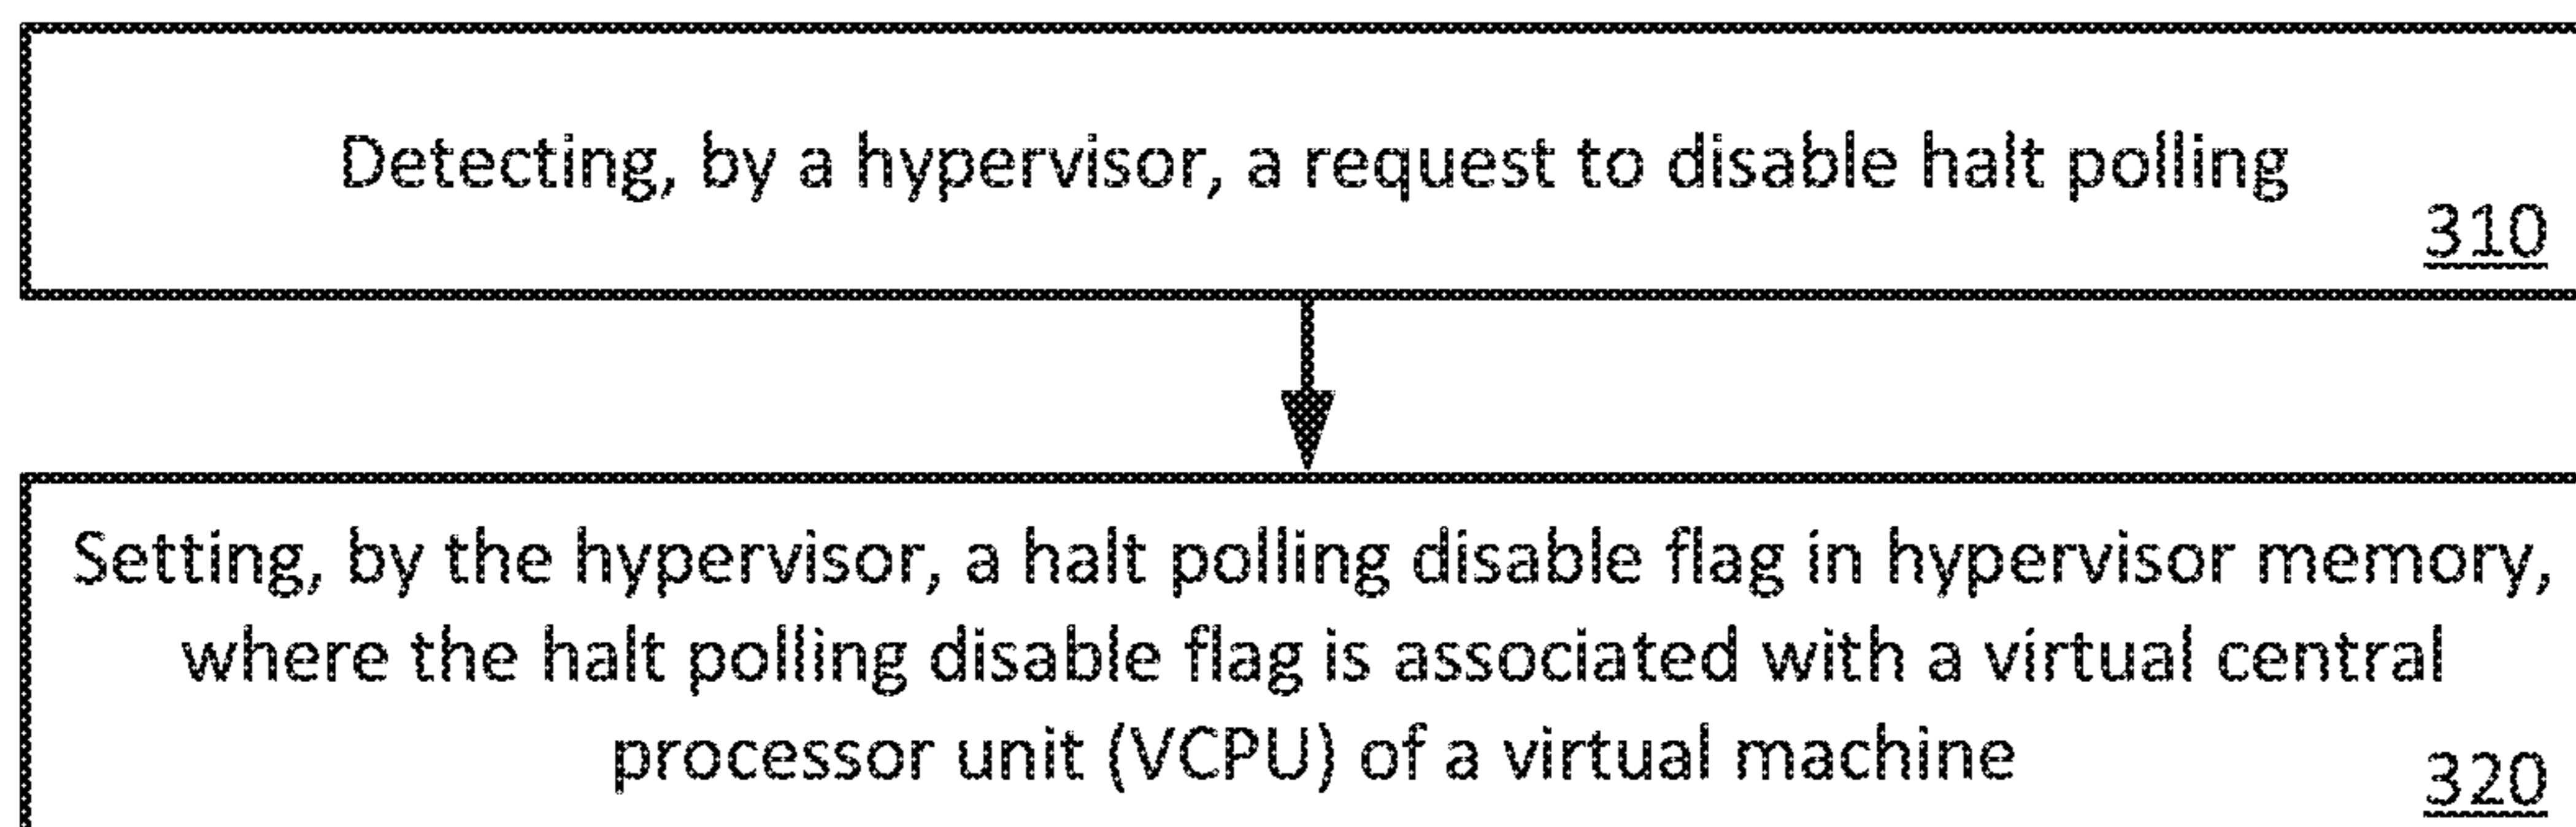 Detecting, by a hypervisor, a request to disable halt polling
310
Setting, by the hypervisor, a halt polling disable flag in hypervisor memory,
where the halt polling disable flag is associated with a virtual central
processor unit (VCPU) of a virtual machine
320